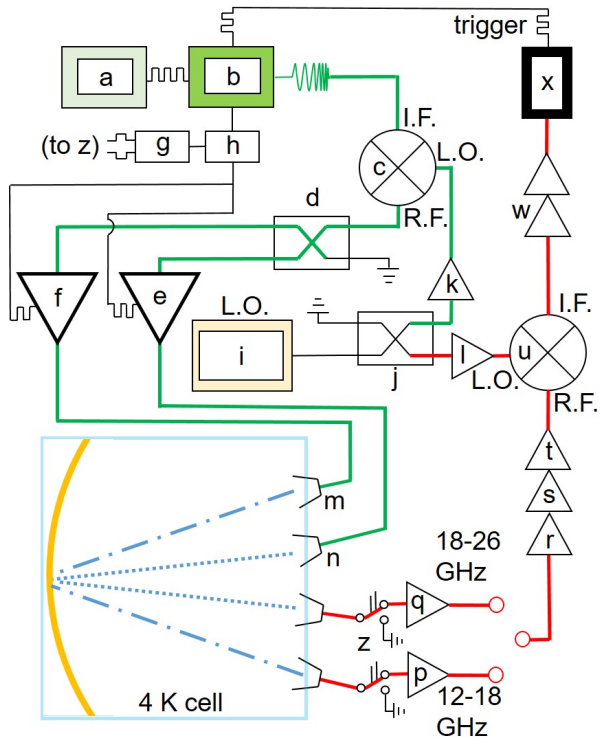 trigger
a
b
x
I.F.
(to z)
g
h
c
L.O.
w
d
R.F.
f
e
k
L.O.
I.F.
i
j
l
u
L.O.
R.F.
t
s
r
m
n
18-26
GHz
q
z
p
4 K cell
12-18
GHz